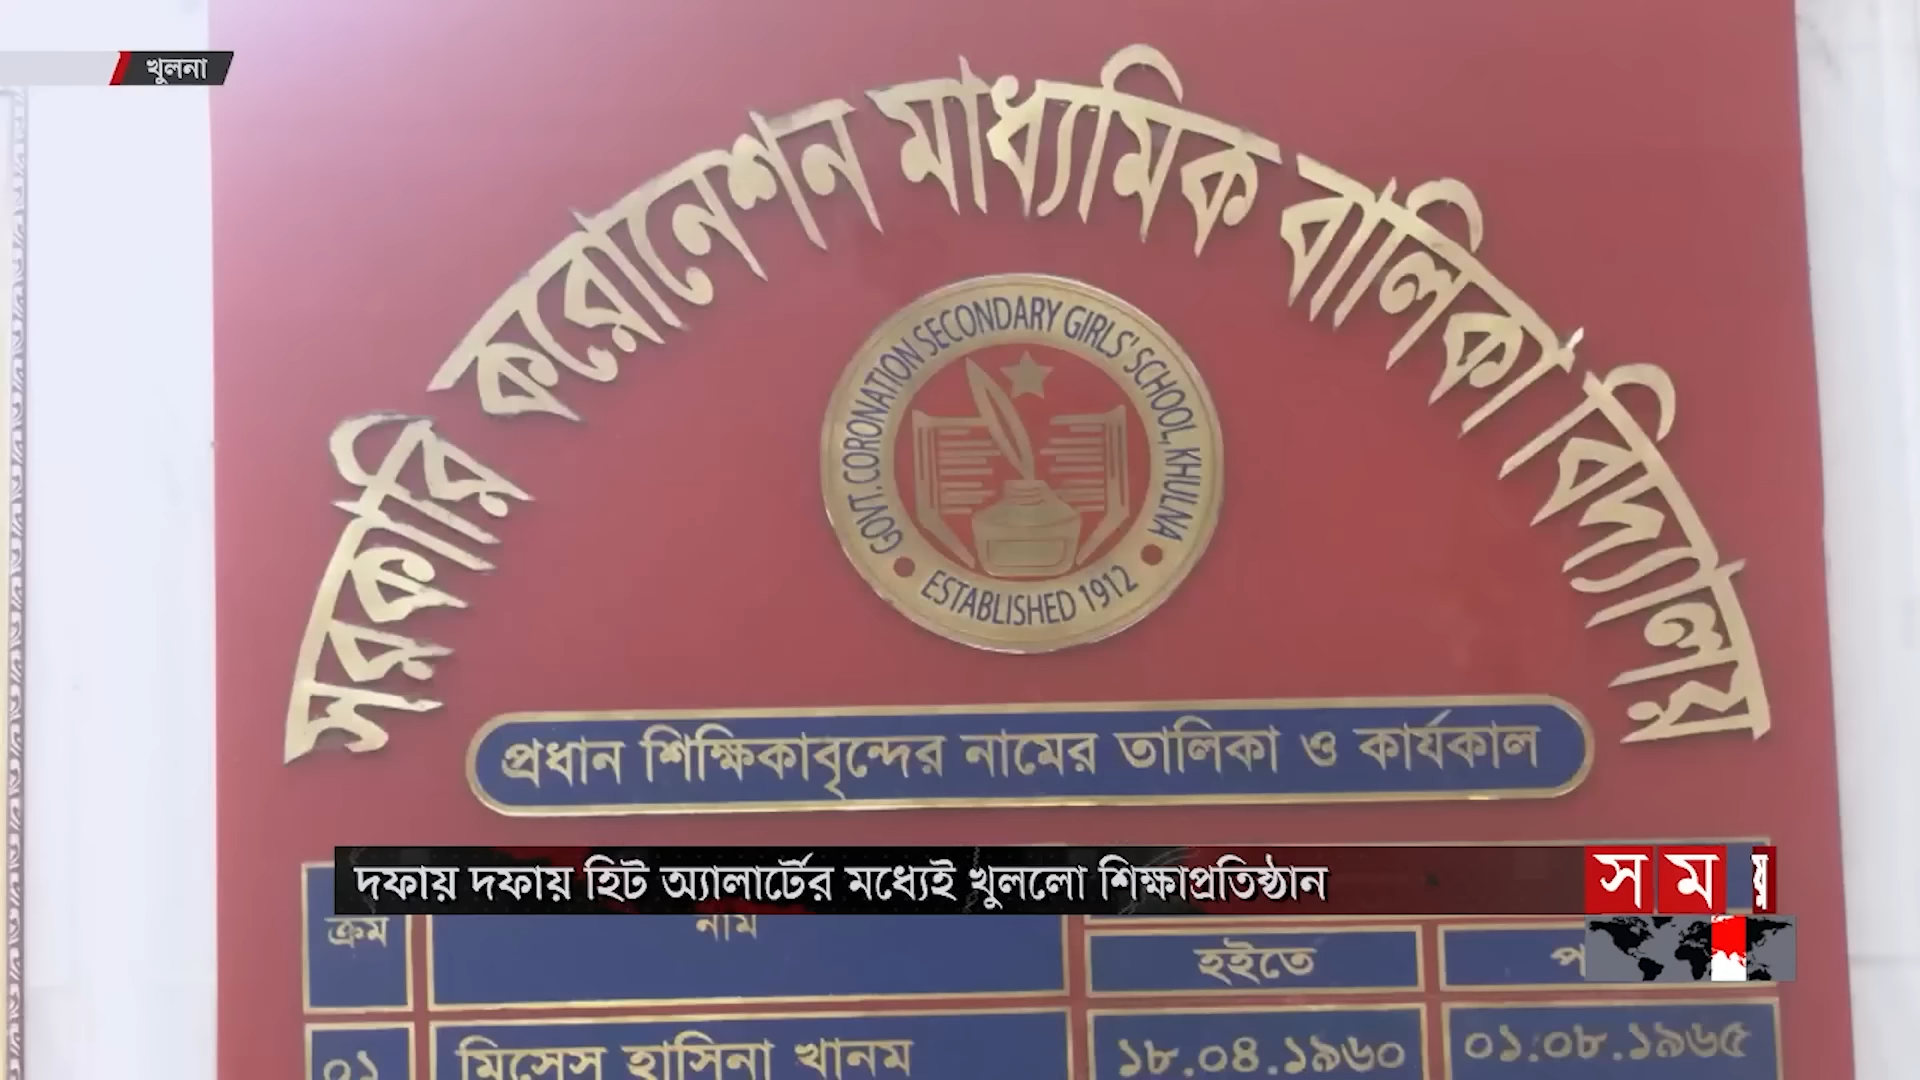 খুলনা
সরকারি করোনেশন মাধ্যমিক বালিকা বিদ্যালয়
GOVT. CORONATION SECONDARY GIRLS' SCHOOL, KHULNA
ESTABLISHED 1912
প্রধান শিক্ষিকাবৃন্দের নামের তালিকা ও কার্যকাল
দফায় দফায় হিট অ্যালার্টের মধ্যেই খুললো শিক্ষাপ্রতিষ্ঠান
সময়
ক্রম নাম
হইতে
০১ মিসেস হাসিনা খানম ১৮.০৪.১৯৬০ ০১.০৮.১৯৬৫